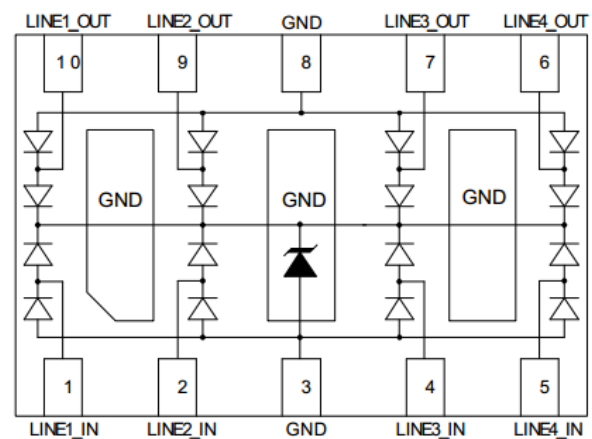 LINE1_OUT LINE2_OUT GND LINE3_OUT LINE4_OUT
10 9 8 7 6
GND GND GND
1 2 3 4 5
LINE1_IN LINE2_IN GND LINE3_IN LINE4_IN